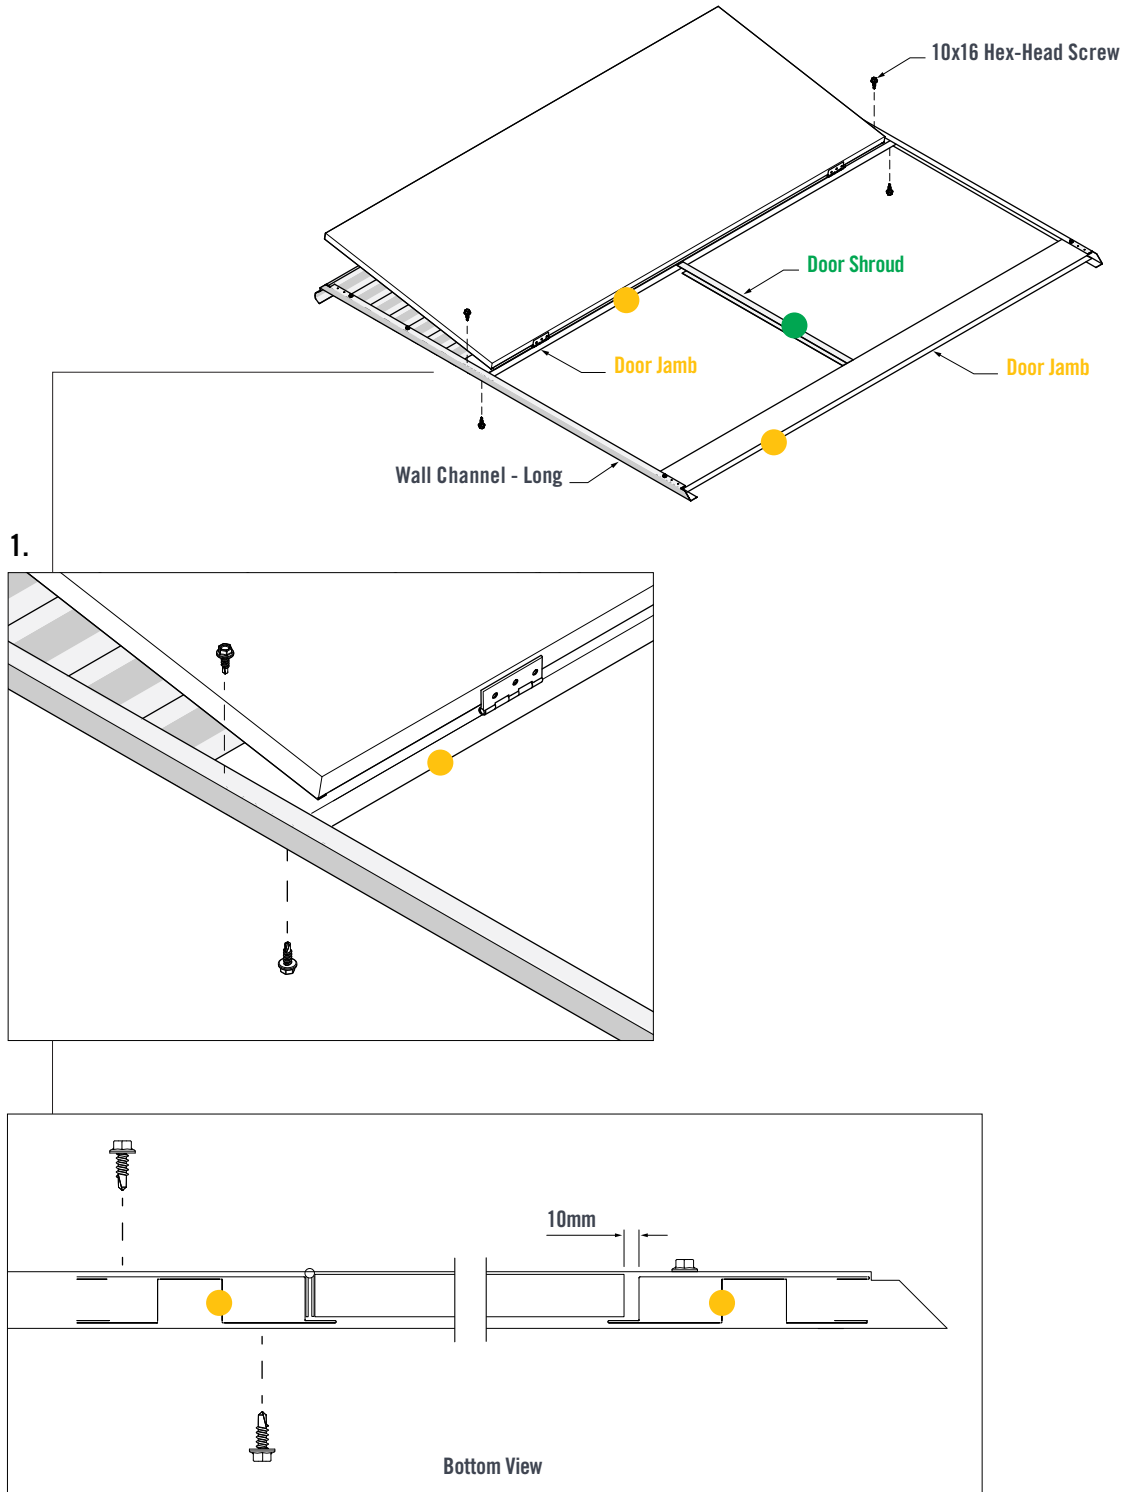 10x16 Hex-Head Screw
Door Shroud
Door Jamb
Door Jamb
Wall Channel - Long
1.
10mm
Bottom View